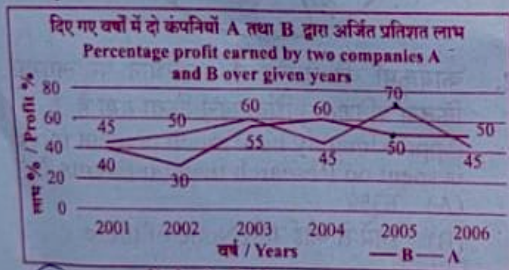 दिए गए वर्षों में दो कंपनियों A तथा B द्वारा अर्जित प्रतिशत लाभ
Percentage profit earned by two companies A
and B over given years
लाभ % / Profit %
80
60
40
20
0
45 50 60 60 70 50
40 30 55 45 50 45
2001 2002 2003 2004 2005 2006
वर्ष / Years
B A